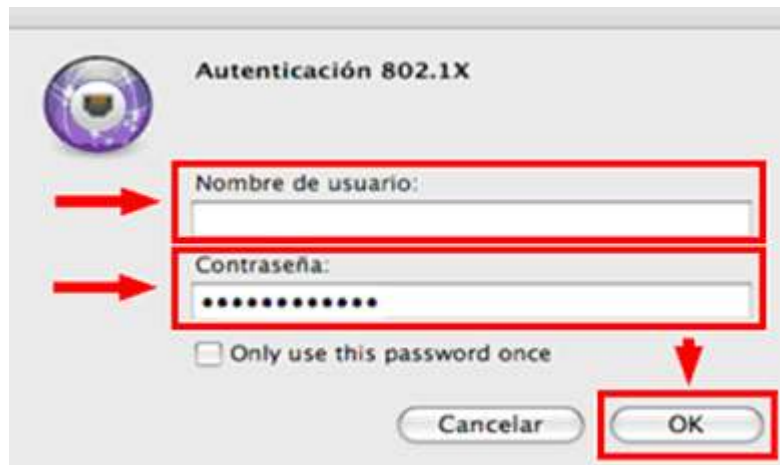 Autenticación 802.1X
Nombre de usuario:
Contraseña:
••••••••••••
Only use this password once
Cancelar
OK